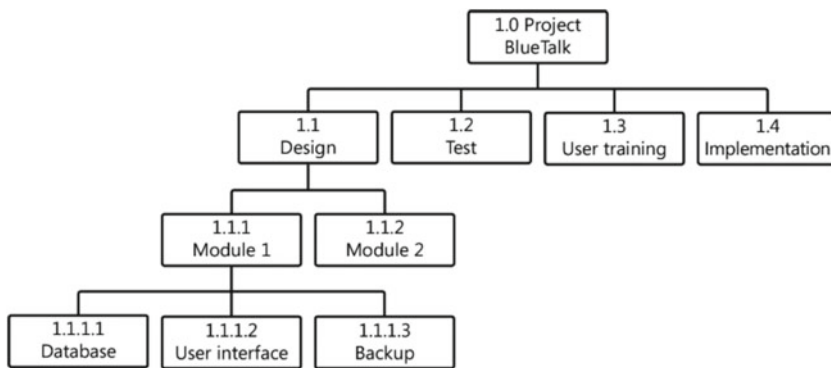 1.0 Project
BlueTalk
1.1
Design
1.2
Test
1.3
User training
1.4
Implementation
1.1.1
Module 1
1.1.2
Module 2
1.1.1.1
Database
1.1.1.2
User interface
1.1.1.3
Backup